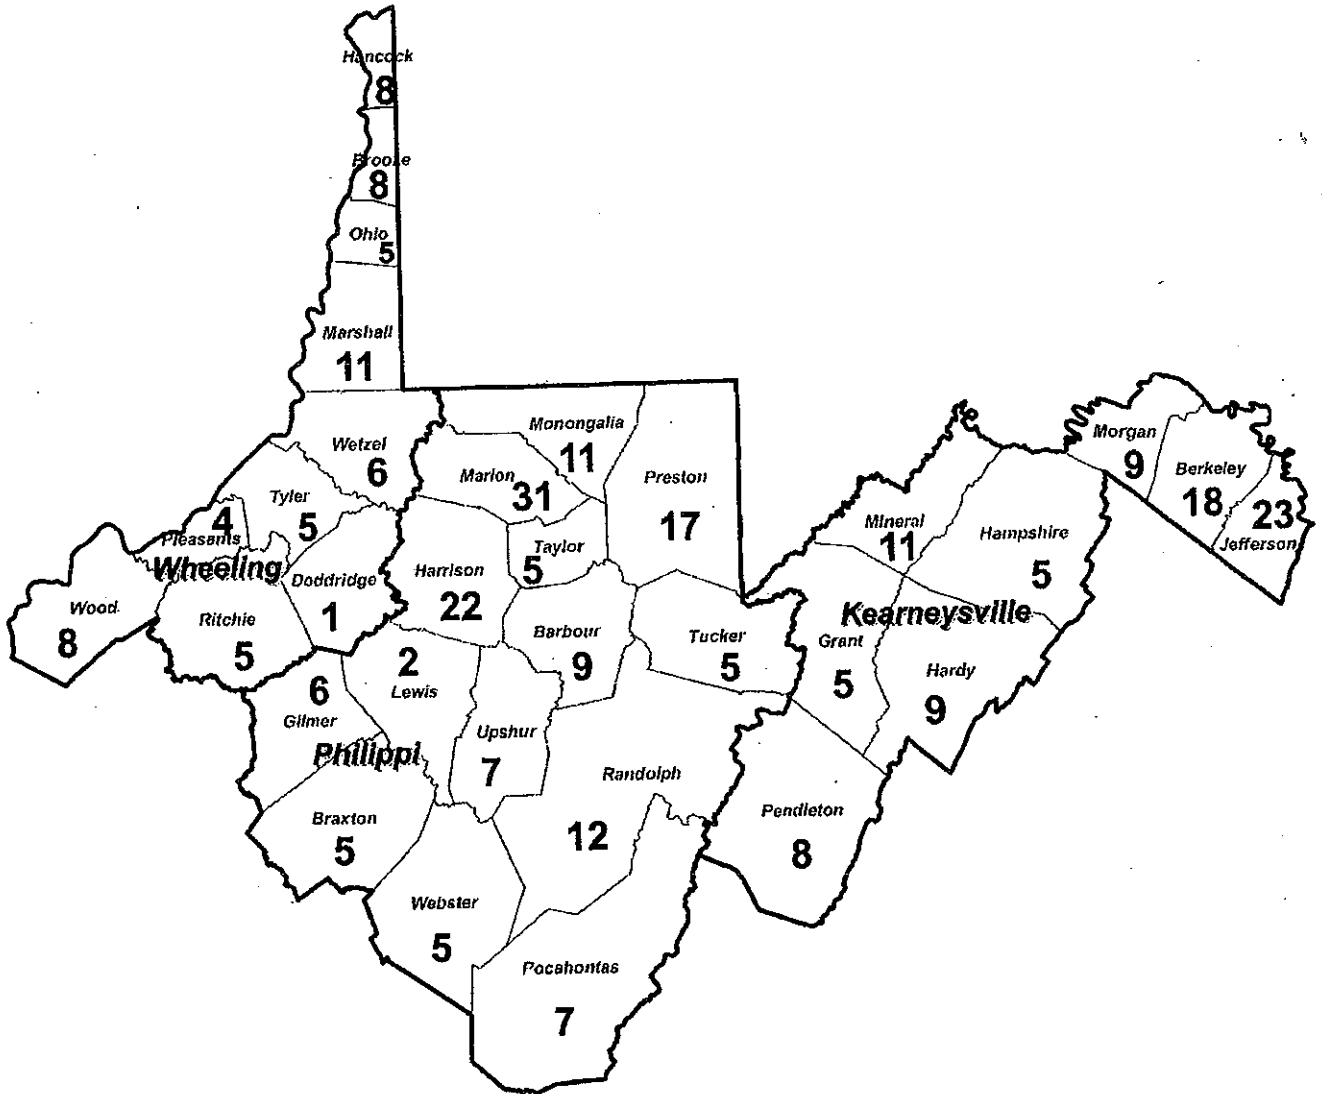 Hancock
8
Brooke
8
Ohio
5
Marshall
11
Wetzel
6
Monongalia
11
Marion
31
Preston
17
Morgan
9
Berkeley
18
23
Jefferson
Tyler
5
4
Pleasants
Wheeling
Doddridge
1
Harrison
22
Taylor
5
Mineral
11
Hampshire
5
Kearneysville
Wood
8
Ritchie
5
Barbour
9
Tucker
5
Grant
5
Hardy
9
2
Lewis
6
Gilmer
Philippi
Upshur
7
Randolph
12
Pendleton
8
Braxton
5
Webster
5
Pocahontas
7